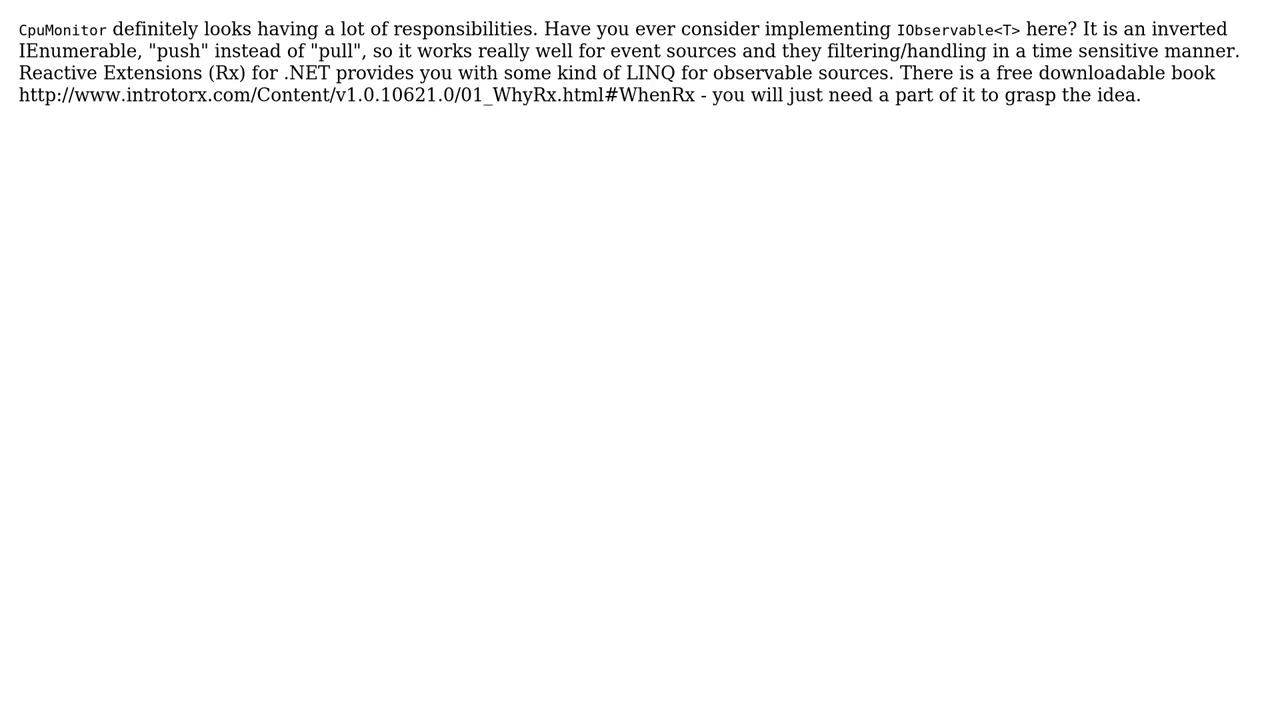 CpuMonitor definitely looks having a lot of responsibilities. Have you ever consider implementing IObservable<T> here? It is an inverted
IEnumerable, "push" instead of "pull", so it works really well for event sources and they filtering/handling in a time sensitive manner.
Reactive Extensions (Rx) for .NET provides you with some kind of LINQ for observable sources. There is a free downloadable book
http://www.introtorx.com/Content/v1.0.10621.0/01_WhyRx.html#WhenRx - you will just need a part of it to grasp the idea.